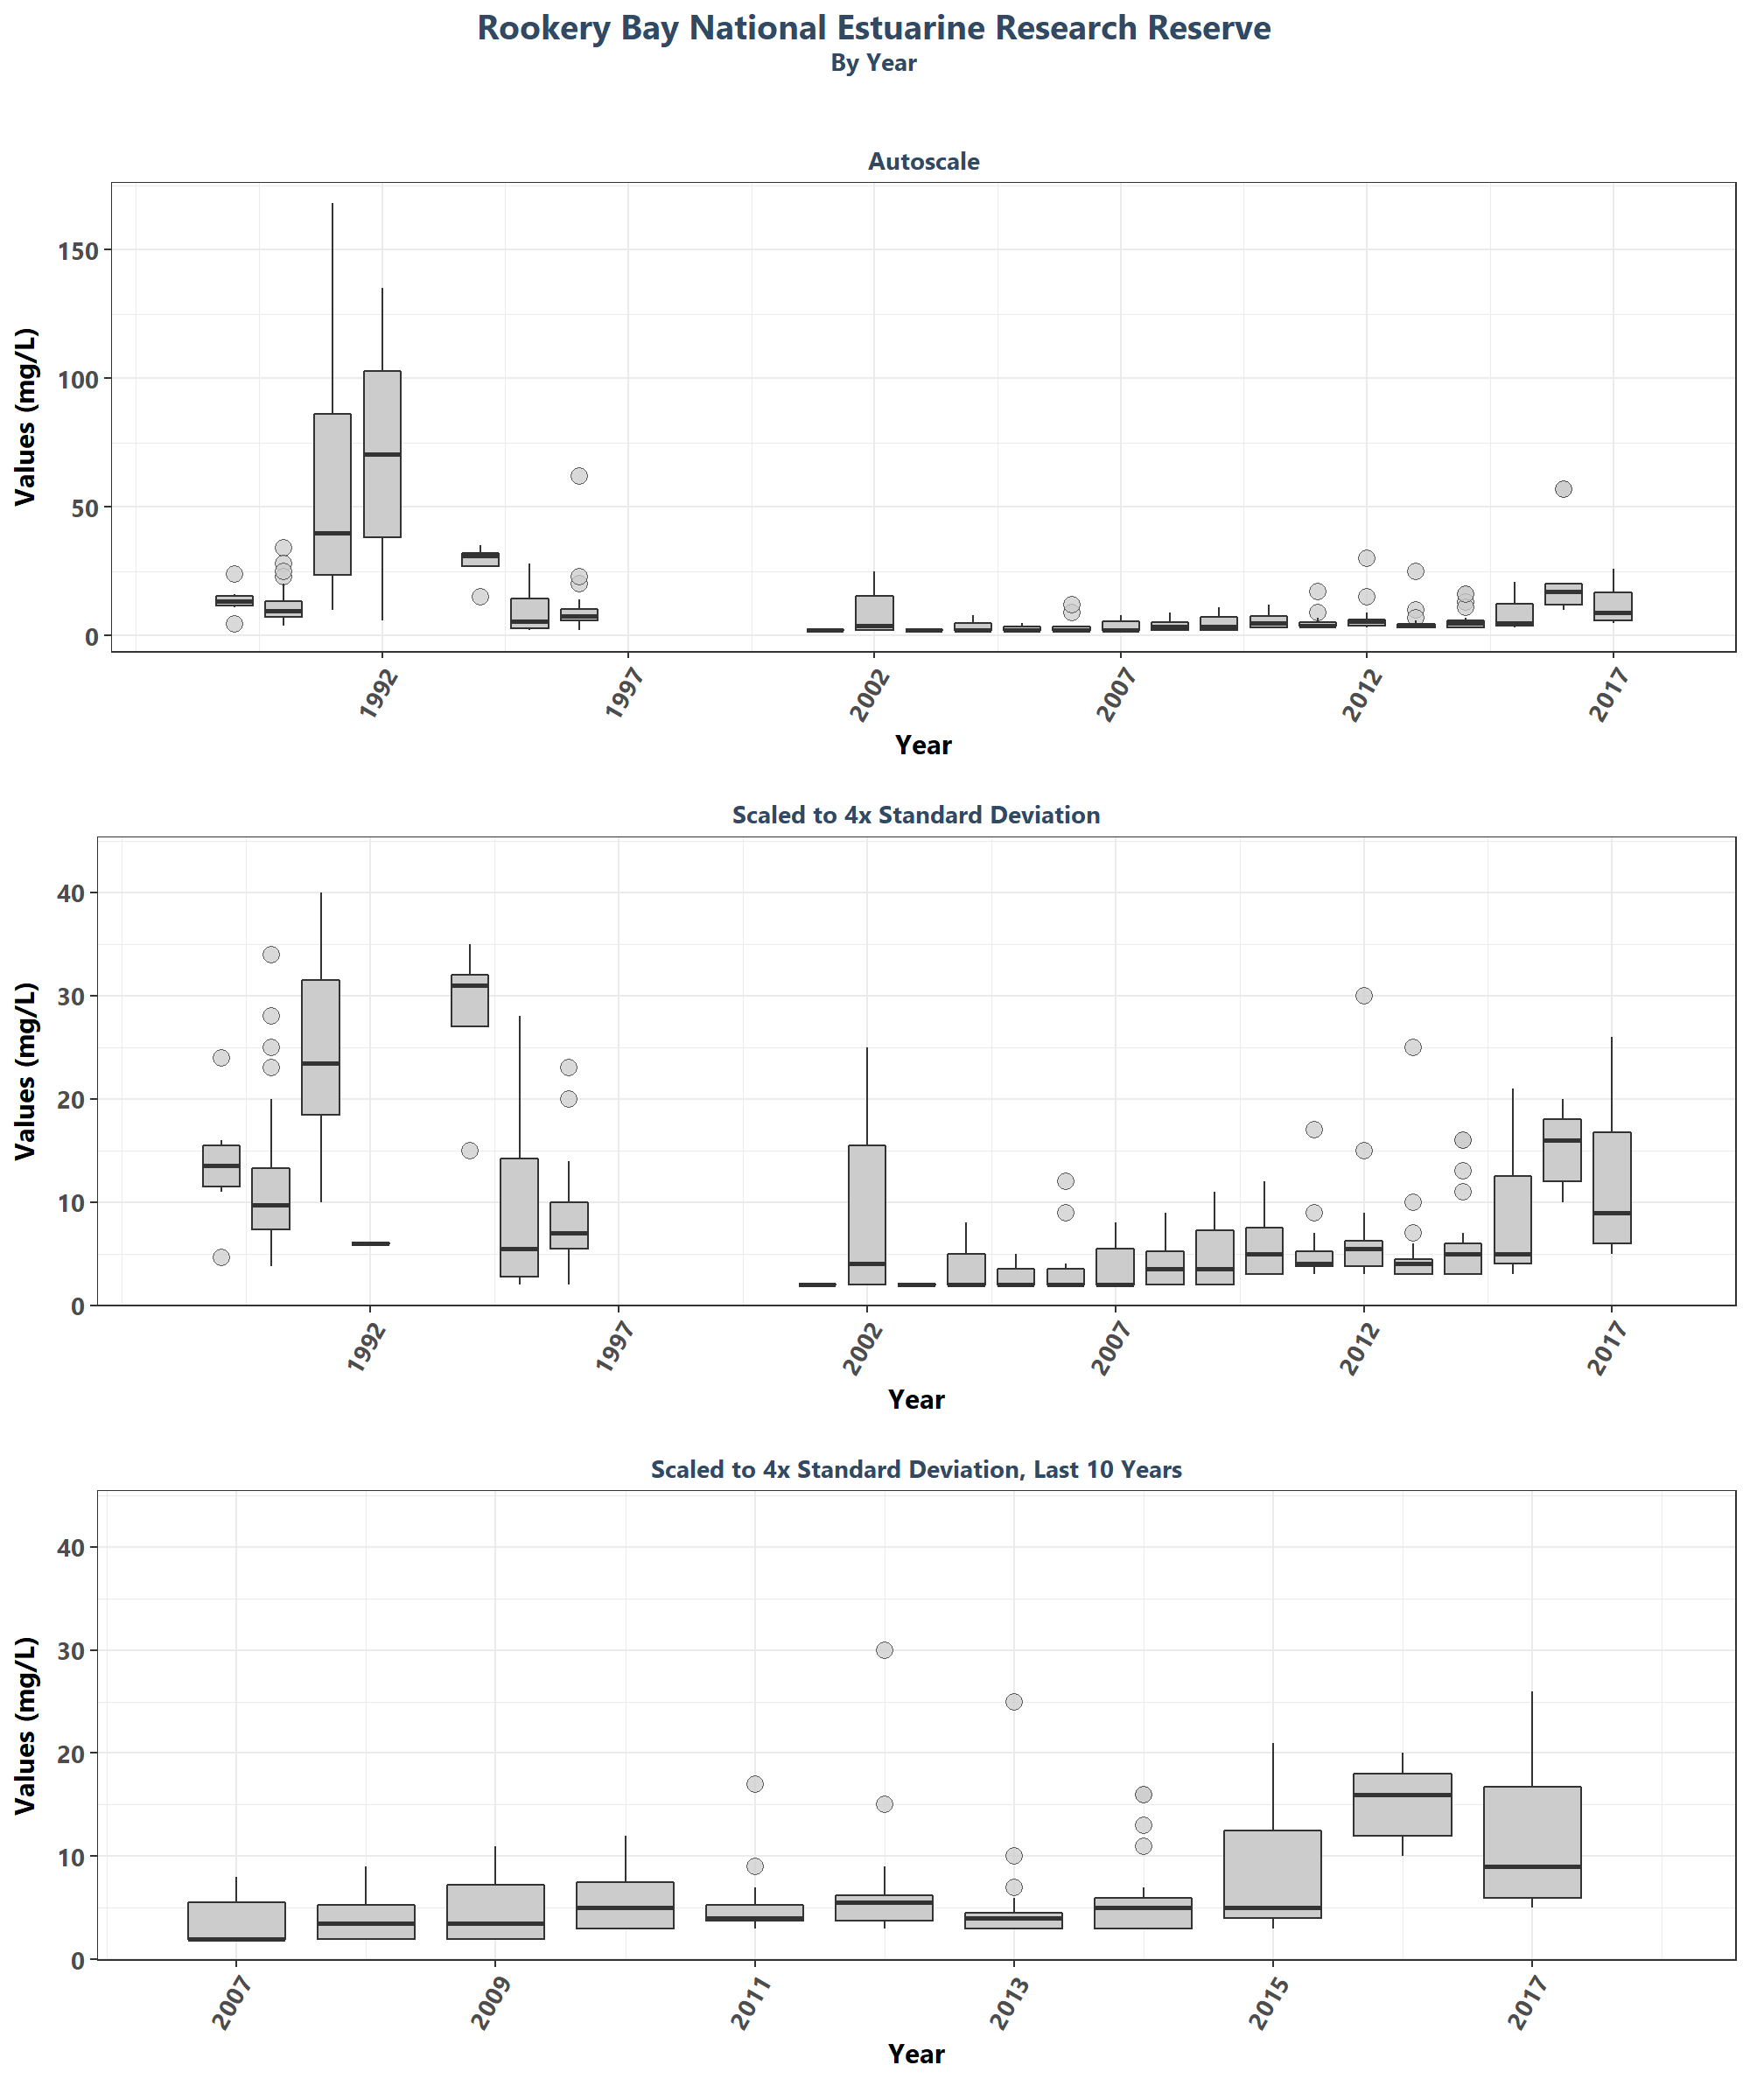 Rookery Bay National Estuarine Research Reserve
By Year
Autoscale
Values (mg/L)
150
100
50
0
1992
1997
2002
2007
2012
2017
Year
Scaled to 4x Standard Deviation
Values (mg/L)
40
30
20
10
0
1992
1997
2002
2007
2012
2017
Year
Scaled to 4x Standard Deviation, Last 10 Years
Values (mg/L)
40
30
20
10
0
2007
2009
2011
2013
2015
2017
Year